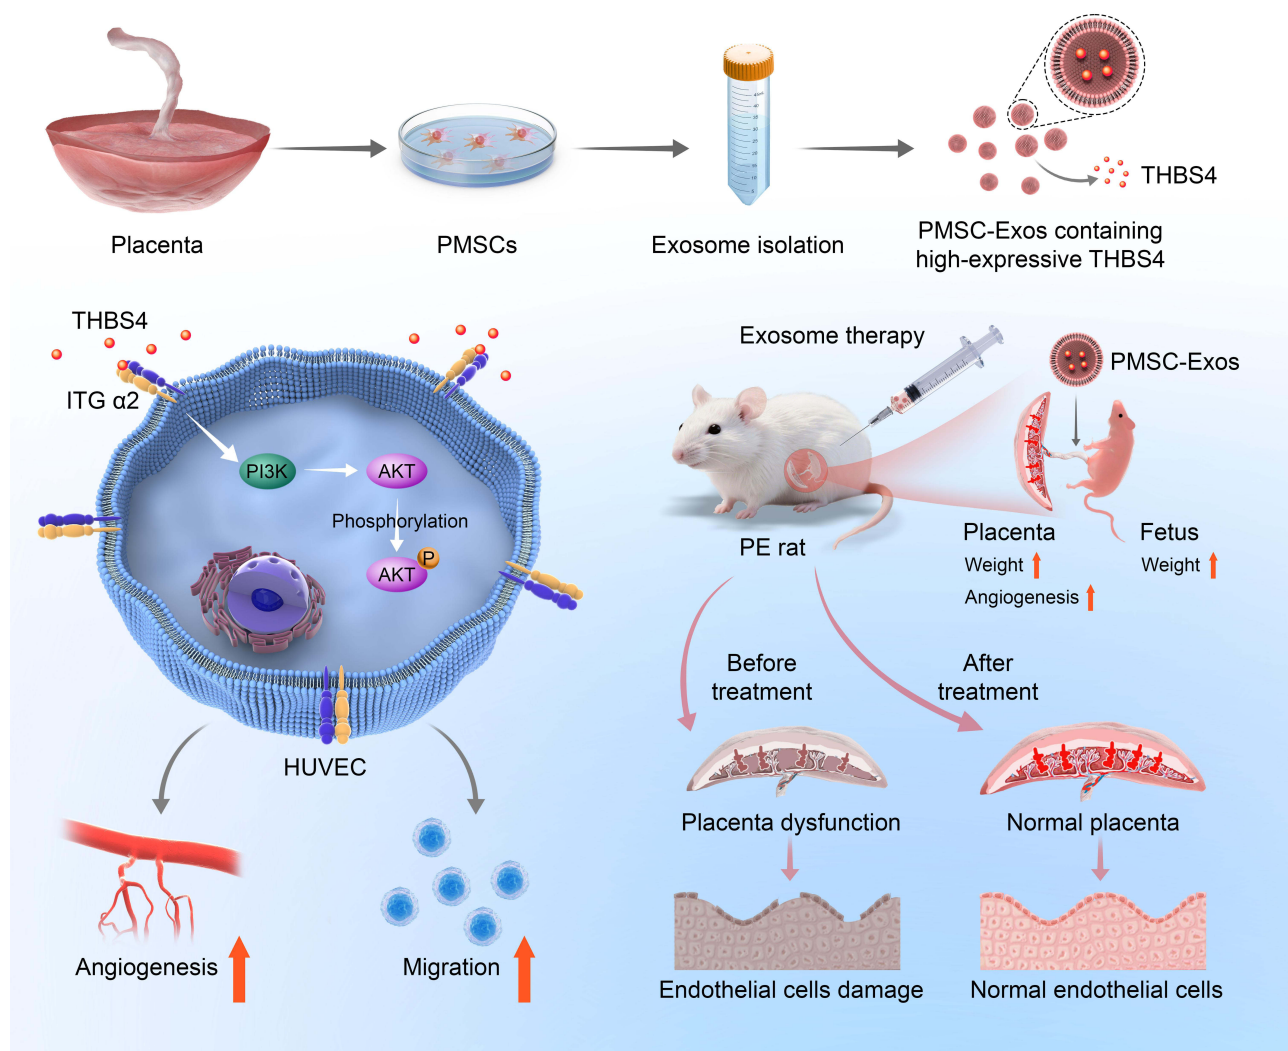 Placenta
PMSCs
Exosome isolation
THBS4
PMSC-Exos containing
high-expressive THBS4
THBS4
ITG α2
PI3K
AKT
Phosphorylation
AKT
P
HUVEC
Angiogenesis
Migration
Exosome therapy
PMSC-Exos
PE rat
Placenta
Weight
Angiogenesis
Fetus
Weight
Before
treatment
After
treatment
Placenta dysfunction
Normal placenta
Endothelial cells damage
Normal endothelial cells